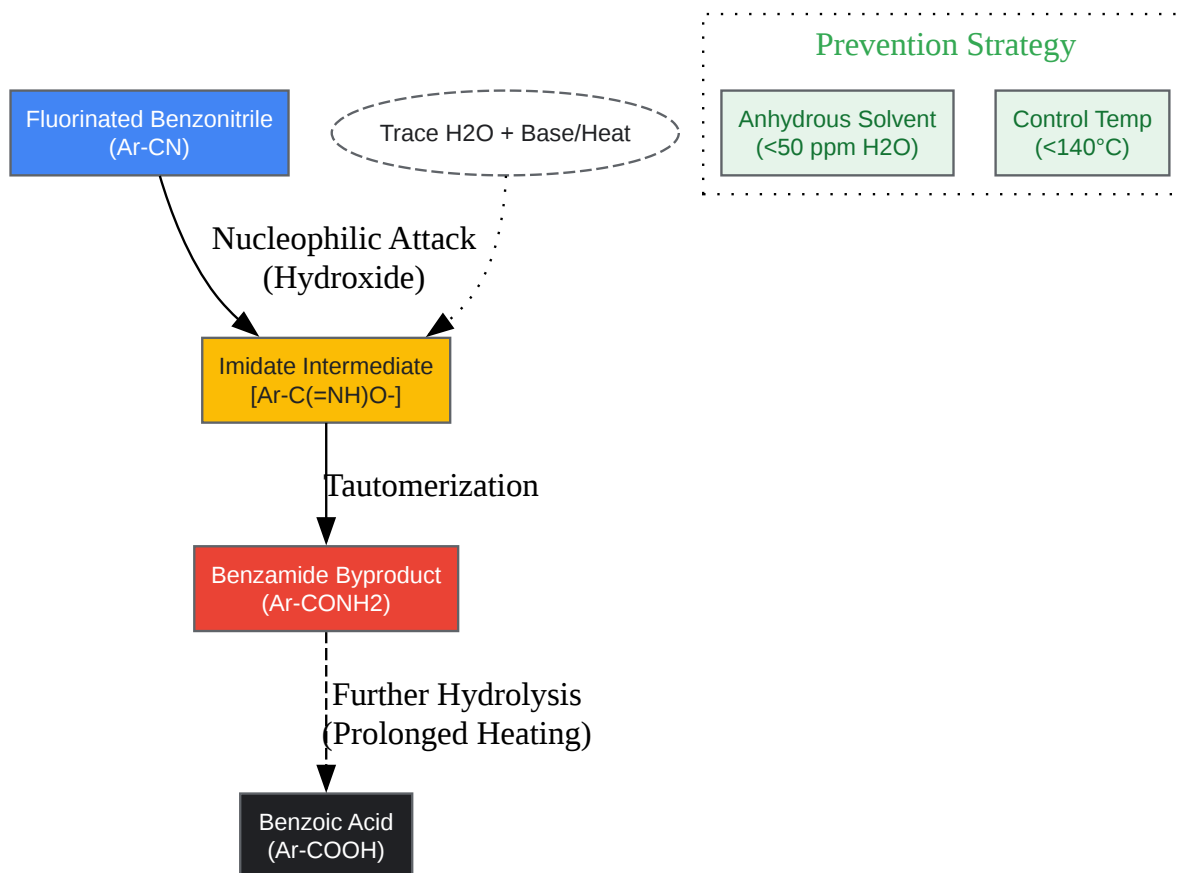 Prevention Strategy
Fluorinated Benzonitrile
(Ar-CN)
Trace H2O + Base/Heat
Anhydrous Solvent
(<50 ppm H2O)
Control Temp
(<140°C)
Nucleophilic Attack
(Hydroxide)
Imidate Intermediate
[Ar-C(=NH)O-]
Tautomerization
Benzamide Byproduct
(Ar-CONH2)
Further Hydrolysis
(Prolonged Heating)
Benzoic Acid
(Ar-COOH)